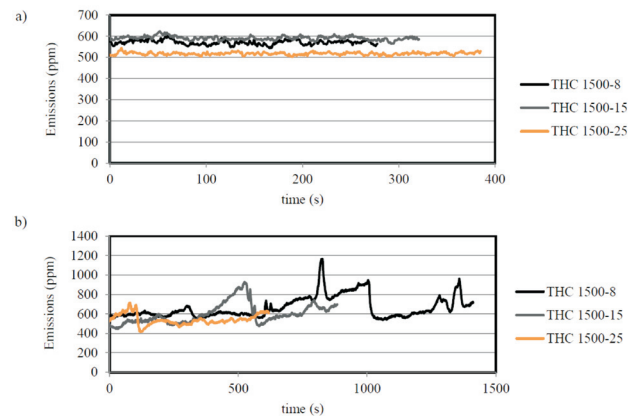 a)
Emissions (ppm)
700
600
500
400
300
200
100
0
0 100 200 300 400
time (s)
THC 1500-8
THC 1500-15
THC 1500-25
b)
Emissions (ppm)
1400
1200
1000
800
600
400
200
0
0 500 1000 1500
time (s)
THC 1500-8
THC 1500-15
THC 1500-25